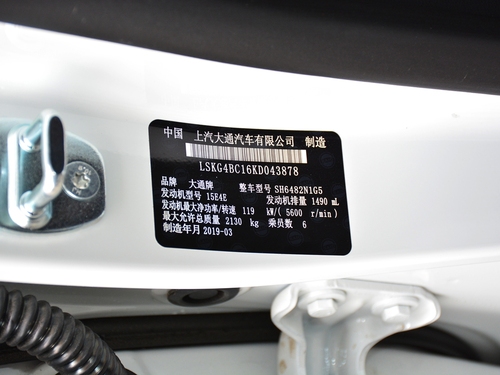 中国 上汽大通汽车有限公司 制造
LSKG4BC16KD043878
品牌 大通牌 整车型号 SH6482N1G5
发动机型号 15E4E 发动机排量 1490 mL
发动机最大净功率/转速 119 kW/( 5600 r/min)
最大允许总质量 2130 kg 乘员数 6
制造年月 2019-03